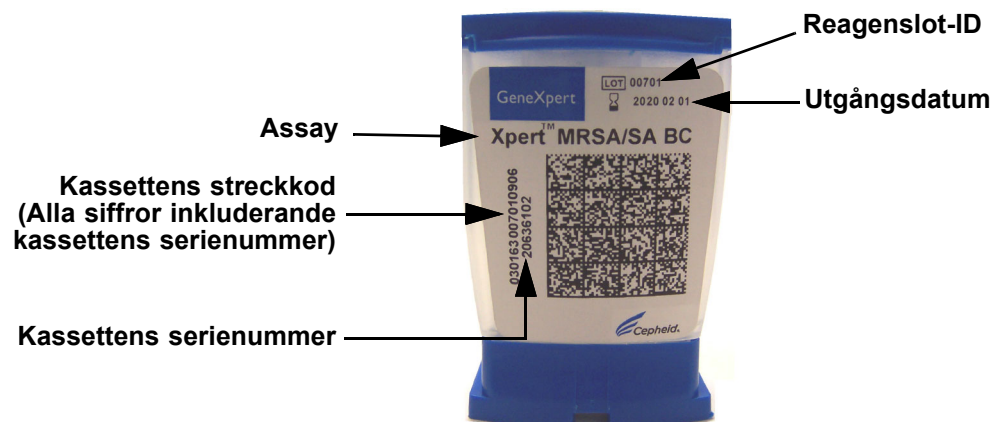 Reagenslot-ID
LOT 00701
GeneXpert
2020 02 01
Utgångsdatum
Assay
Xpert™ MRSA/SA BC
Kassettens streckkod
(Alla siffror inkluderande
kassettens serienummer)
030163007010906
20636102
Kassettens serienummer
Cepheid.